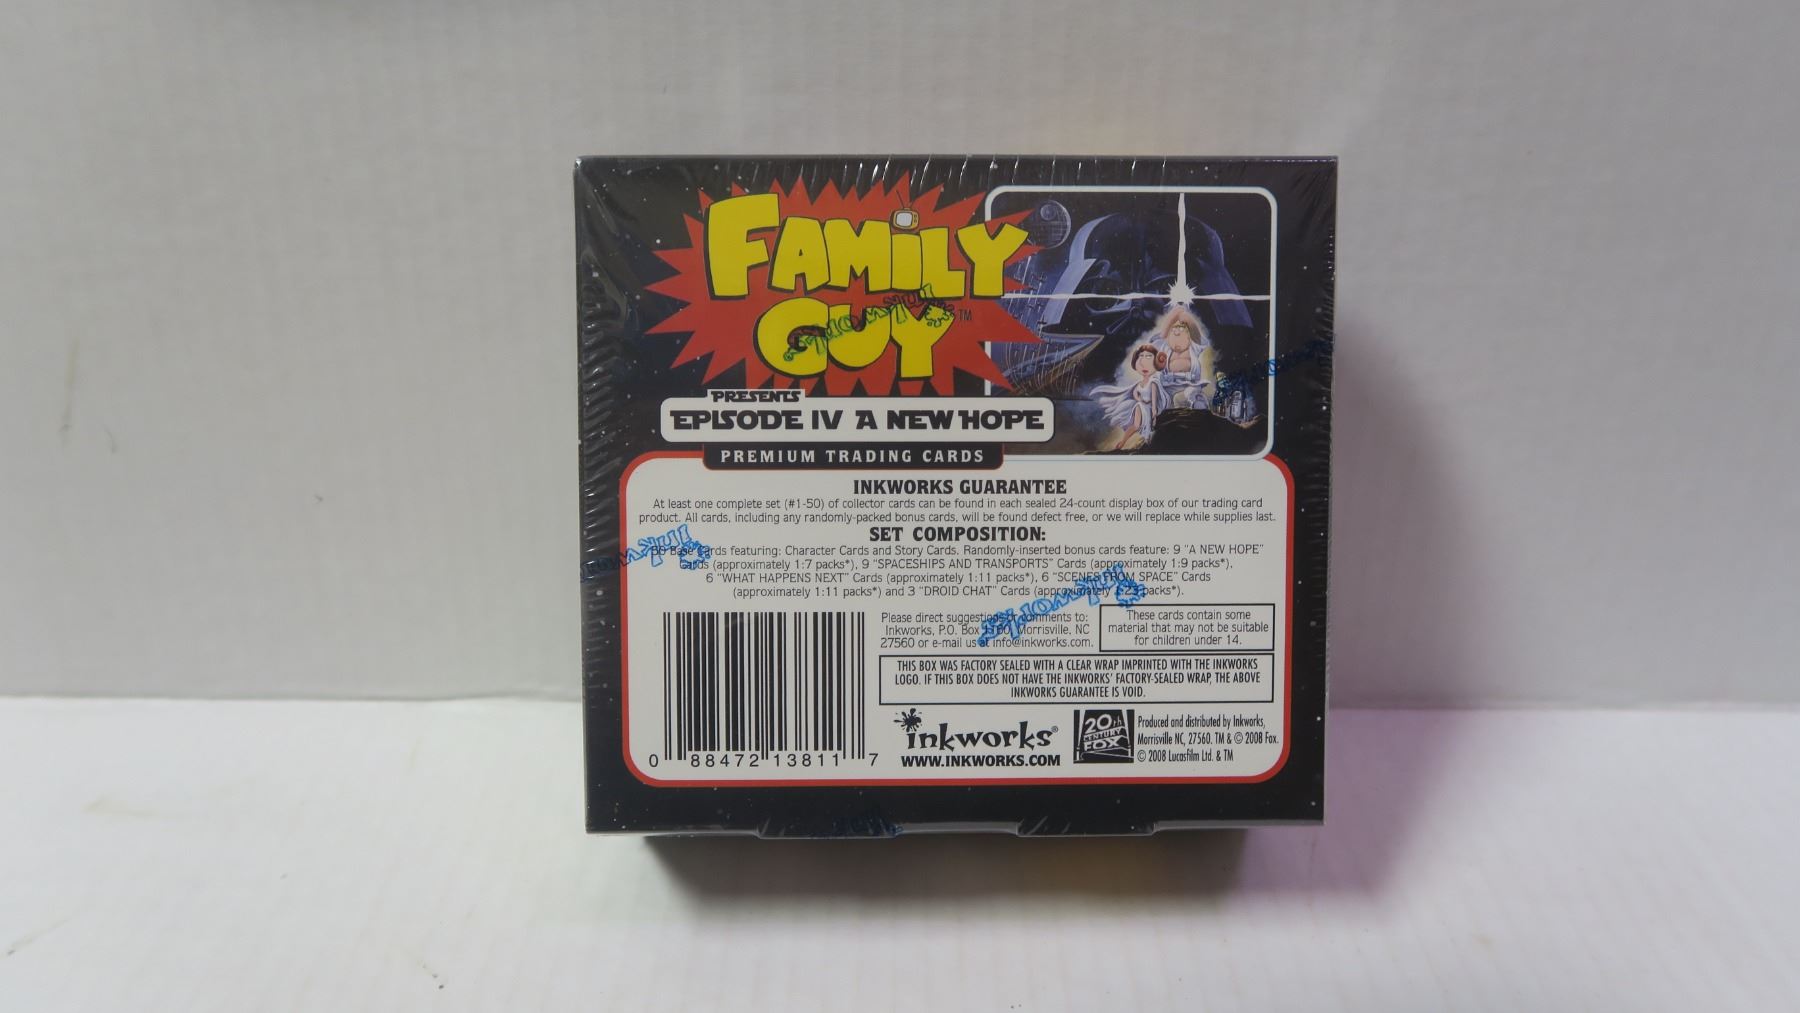 FAMILY
GUY™
PRESENTS
EPISODE IV A NEW HOPE
PREMIUM TRADING CARDS
INKWORKS GUARANTEE
At least one complete set (#1-50) of collector cards can be found in each sealed 24-count display box of our trading card
product. All cards, including any randomly-packed bonus cards, will be found defect free, or we will replace while supplies last.
SET COMPOSITION:
Base Cards featuring: Character Cards and Story Cards. Randomly-inserted bonus cards feature: 9 "A NEW HOPE"
Cards (approximately 1:7 packs*), 9 "SPACESHIPS AND TRANSPORTS" Cards (approximately 1:9 packs*),
6 "WHAT HAPPENS NEXT" Cards (approximately 1:11 packs*), 6 "SCENES FROM SPACE" Cards
(approximately 1:11 packs*) and 3 "DROID CHAT" Cards (approximately 1:23 packs*).
Please direct suggestions or comments to:
Inkworks, P.O. Box Morrisville, NC
27560 or e-mail us at info@inkworks.com.
These cards contain some
material that may not be suitable
for children under 14.
THIS BOX WAS FACTORY SEALED WITH A CLEAR WRAP IMPRINTED WITH THE INKWORKS
LOGO. IF THIS BOX DOES NOT HAVE THE INKWORKS' FACTORY-SEALED WRAP, THE ABOVE
INKWORKS GUARANTEE IS VOID.
inkworks®
WWW.INKWORKS.COM
20th
CENTURY
FOX
Produced and distributed by Inkworks,
Morrisville NC, 27560. TM & © 2008 Fox.
© 2008 Lucasfilm Ltd. & TM
0 88472 13811 7
inkworks
inkworks
inkworks